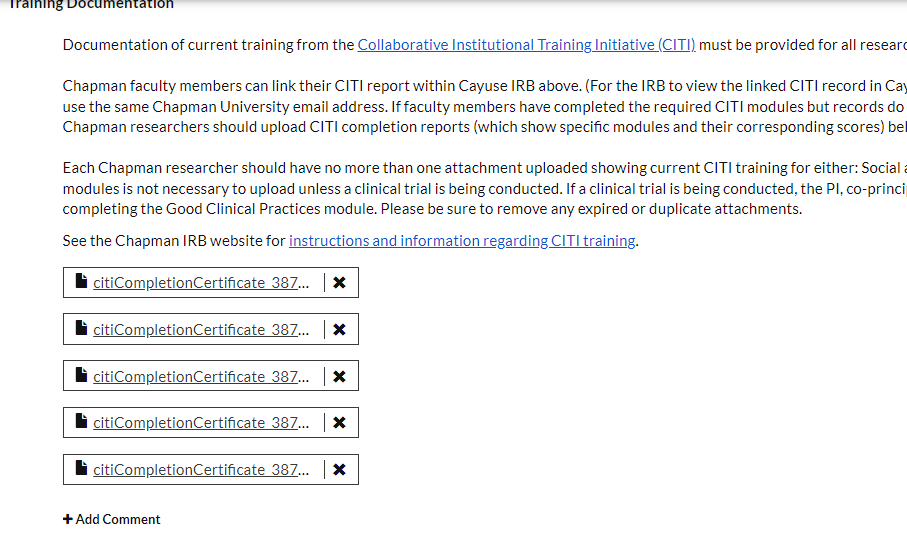 Training Documentation
Documentation of current training from the Collaborative Institutional Training Initiative (CITI) must be provided for all
Chapman faculty members can link their CITI report within Cayuse IRB above. (For the IRB to view the linked CITI record in
use the same Chapman University email address. If faculty members have completed the required CITI modules but records do
Chapman researchers should upload CITI completion reports (which show specific modules and their corresponding scores)
Each Chapman researcher should have no more than one attachment uploaded showing current CITI training for either: Social
modules is not necessary to upload unless a clinical trial is being conducted. If a clinical trial is being conducted, the PI,
completing the Good Clinical Practices module. Please be sure to remove any expired or duplicate attachments.
See the Chapman IRB website for instructions and information regarding CITI training.
citiCompletionCertificate_387...
citiCompletionCertificate_387...
citiCompletionCertificate_387...
citiCompletionCertificate_387...
citiCompletionCertificate_387...
+ Add Comment